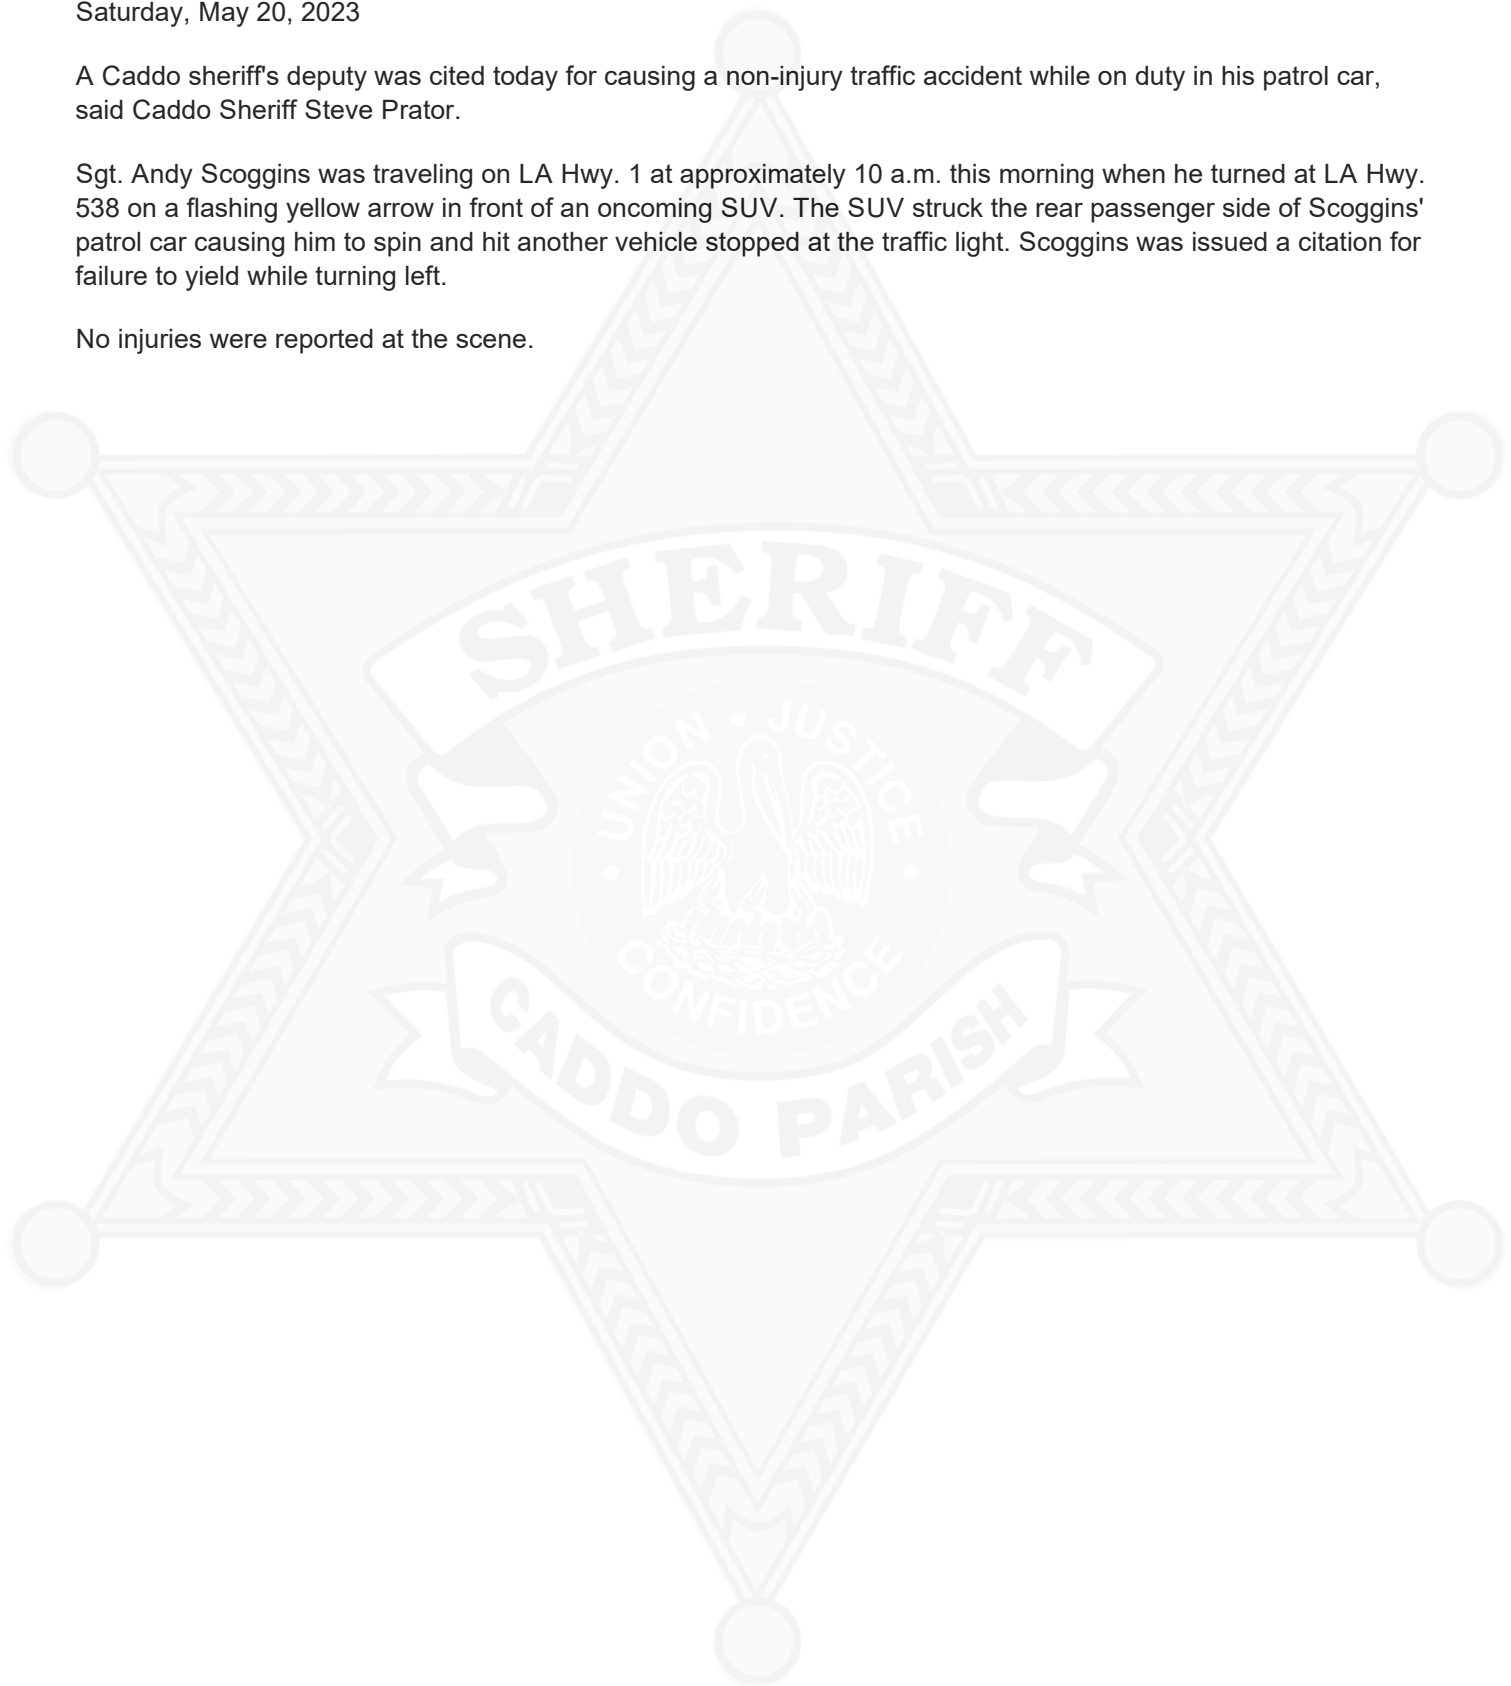 Saturday, May 20, 2023
A Caddo sheriff's deputy was cited today for causing a non-injury traffic accident while on duty in his patrol car,
said Caddo Sheriff Steve Prator.
Sgt. Andy Scoggins was traveling on LA Hwy. 1 at approximately 10 a.m. this morning when he turned at LA Hwy.
538 on a flashing yellow arrow in front of an oncoming SUV. The SUV struck the rear passenger side of Scoggins'
patrol car causing him to spin and hit another vehicle stopped at the traffic light. Scoggins was issued a citation for
failure to yield while turning left.
No injuries were reported at the scene.
SHERIFF
UNION • JUSTICE
• CONFIDENCE •
CADDO PARISH